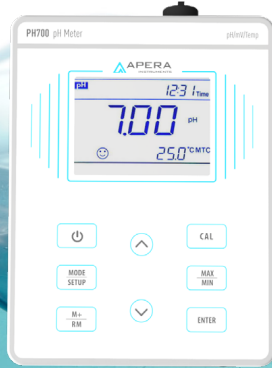 PH700 pH Meter pH/mV/Temp
APERA
INSTRUMENTS
pH 12:31 Time
7.00 pH
25.0 °C MTC
CAL
MODE
SETUP
MAX
MIN
M+
RM
ENTER